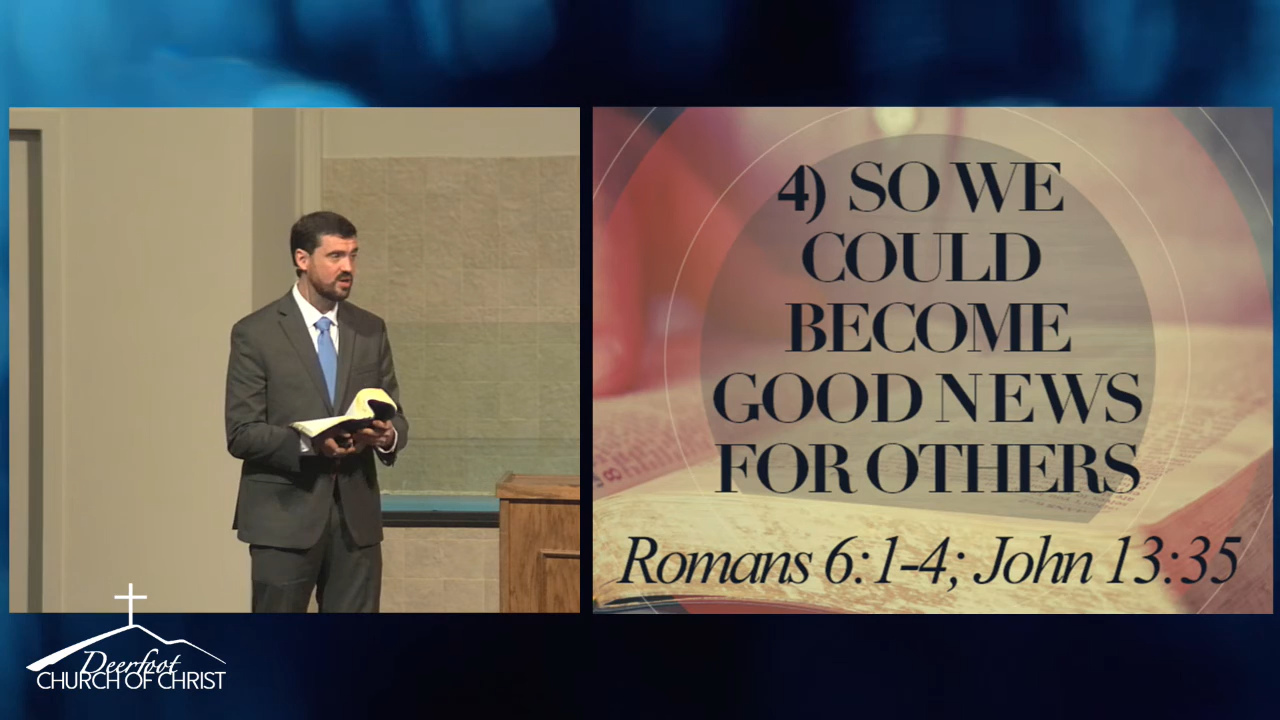 4) SO WE
COULD
BECOME
GOOD NEWS
FOR OTHERS
Romans 6:1-4; John 13:35
Deerfoot
CHURCH OF CHRIST